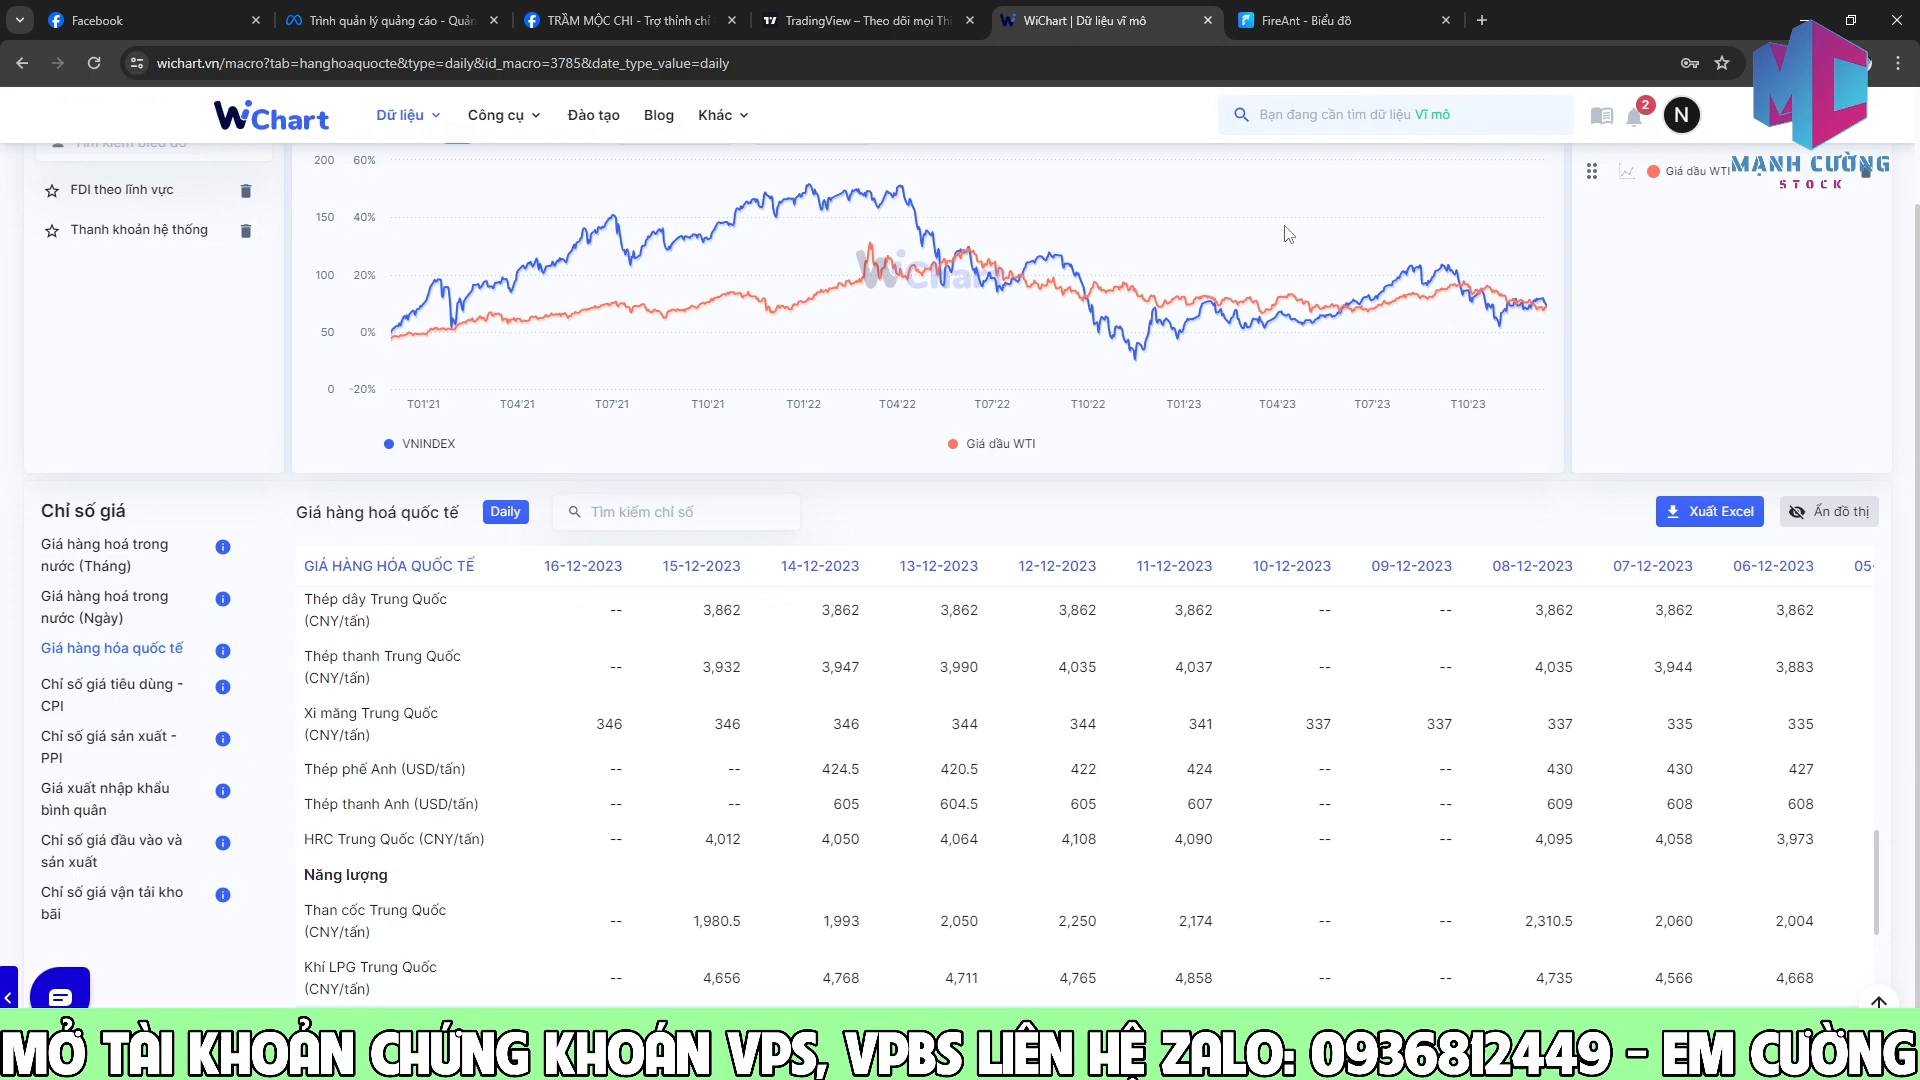 Facebook
Trình quản lý quảng cáo - Quản
TRẦM MỘC CHI - Trợ thỉnh chỉ
TradingView – Theo dõi mọi Thị
WiChart | Dữ liệu vĩ mô
FireAnt - Biểu đồ
wichart.vn/macro?tab=hanghoaquocte&type=daily&id_macro=3785&date_type_value=daily
WiChart
Dữ liệu
Công cụ
Đào tạo
Blog
Khác
Bạn đang cần tìm dữ liệu Vĩ mô
2
N
MC
MẠNH CƯỜNG
STOCK
Tìm kiếm biểu đồ
FDI theo lĩnh vực
Thanh khoản hệ thống
200 60%
150 40%
100 20%
50 0%
0 -20%
WiChart
T01'21 T04'21 T07'21 T10'21 T01'22 T04'22 T07'22 T10'22 T01'23 T04'23 T07'23 T10'23
VNINDEX
Giá dầu WTI
Giá dầu WTI
Chỉ số giá
Giá hàng hoá trong
nước (Tháng)
Giá hàng hoá trong
nước (Ngày)
Giá hàng hóa quốc tế
Chỉ số giá tiêu dùng -
CPI
Chỉ số giá sản xuất -
PPI
Giá xuất nhập khẩu
bình quân
Chỉ số giá đầu vào và
sản xuất
Chỉ số giá vận tải kho
bãi
Giá hàng hoá quốc tế
Daily
Tìm kiếm chỉ số
Xuất Excel
Ẩn đồ thị
GIÁ HÀNG HÓA QUỐC TẾ 16-12-2023 15-12-2023 14-12-2023 13-12-2023 12-12-2023 11-12-2023 10-12-2023 09-12-2023 08-12-2023 07-12-2023 06-12-2023 05-
Thép dây Trung Quốc
(CNY/tấn) -- 3,862 3,862 3,862 3,862 3,862 -- -- 3,862 3,862 3,862
Thép thanh Trung Quốc
(CNY/tấn) -- 3,932 3,947 3,990 4,035 4,037 -- -- 4,035 3,944 3,883
Xi măng Trung Quốc
(CNY/tấn) 346 346 346 344 344 341 337 337 337 335 335
Thép phế Anh (USD/tấn) -- -- 424.5 420.5 422 424 -- -- 430 430 427
Thép thanh Anh (USD/tấn) -- -- 605 604.5 605 607 -- -- 609 608 608
HRC Trung Quốc (CNY/tấn) -- 4,012 4,050 4,064 4,108 4,090 -- -- 4,095 4,058 3,973
Năng lượng
Than cốc Trung Quốc
(CNY/tấn) -- 1,980.5 1,993 2,050 2,250 2,174 -- -- 2,310.5 2,060 2,004
Khí LPG Trung Quốc
(CNY/tấn) -- 4,656 4,768 4,711 4,765 4,858 -- -- 4,735 4,566 4,668
MỞ TÀI KHOẢN CHỨNG KHOÁN VPS, VPBS LIÊN HỆ ZALO: 0936812449 - EM CƯỜNG